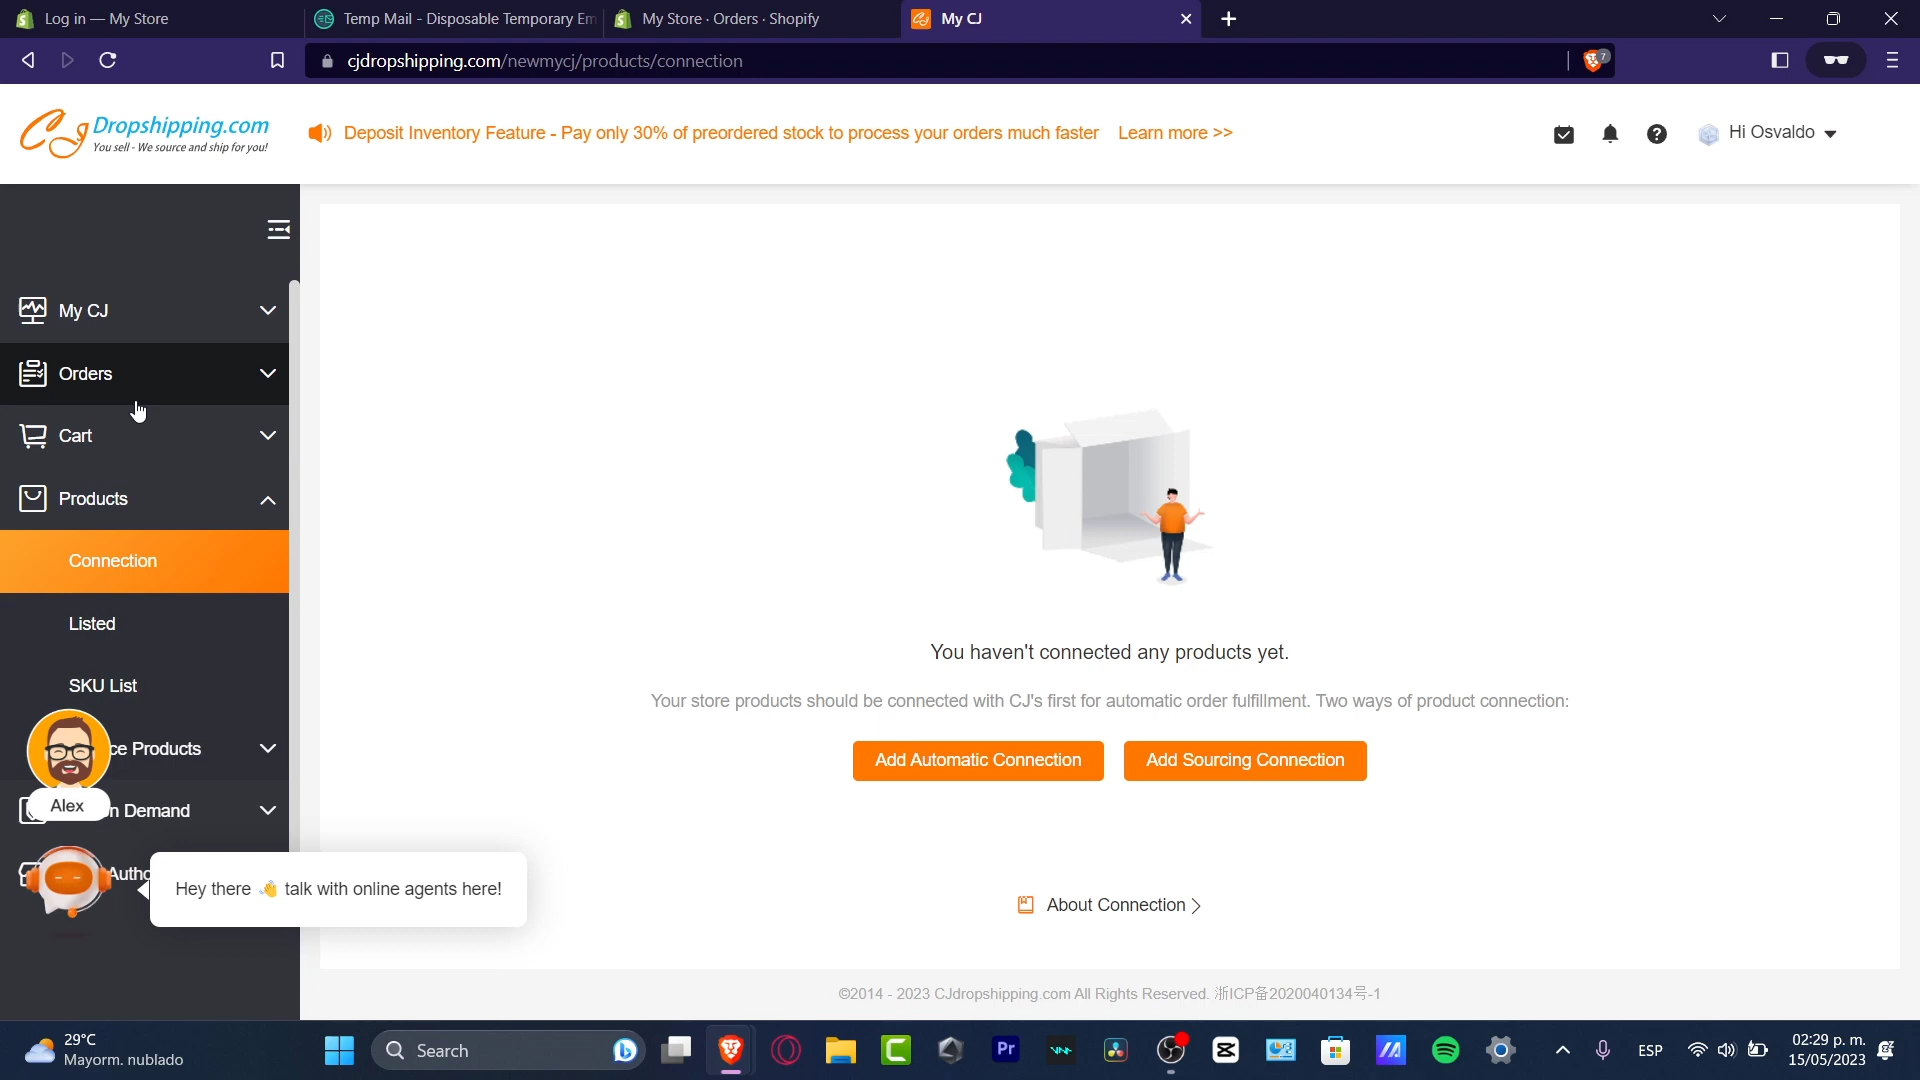 Log in — My Store
Temp Mail - Disposable Temporary Em
My Store · Orders · Shopify
My CJ
cjdropshipping.com/newmycj/products/connection
7
CJ Dropshipping.com
You sell - We source and ship for you!
Deposit Inventory Feature - Pay only 30% of preordered stock to process your orders much faster Learn more >>
Hi Osvaldo
My CJ
Orders
Cart
Products
Connection
Listed
SKU List
ce Products
Alex
n Demand
Autho
Hey there 👋 talk with online agents here!
You haven't connected any products yet.
Your store products should be connected with CJ's first for automatic order fulfillment. Two ways of product connection:
Add Automatic Connection
Add Sourcing Connection
About Connection >
©2014 - 2023 CJdropshipping.com All Rights Reserved. 浙ICP备2020040134号-1
29°C
Mayorm. nublado
Search
Pr
ESP
02:29 p. m.
15/05/2023